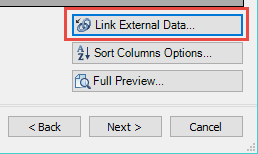 Link External Data...
Sort Columns Options...
Full Preview...
< Back Next > Cancel